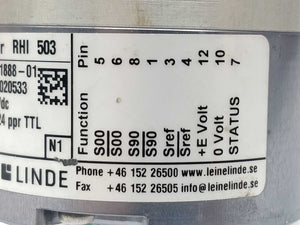 r RHI 503
1888-01
020533
/dc
24 ppr TTL
N1
LINDE
Function Pin
S00 5
S00 6
S90 8
S90 1
Sref 3
Sref 4
+E Volt 12
0 Volt 10
STATUS 7
Phone +46 152 26500 www.leinelinde.se
Fax +46 152 26505 info@leinelinde.se